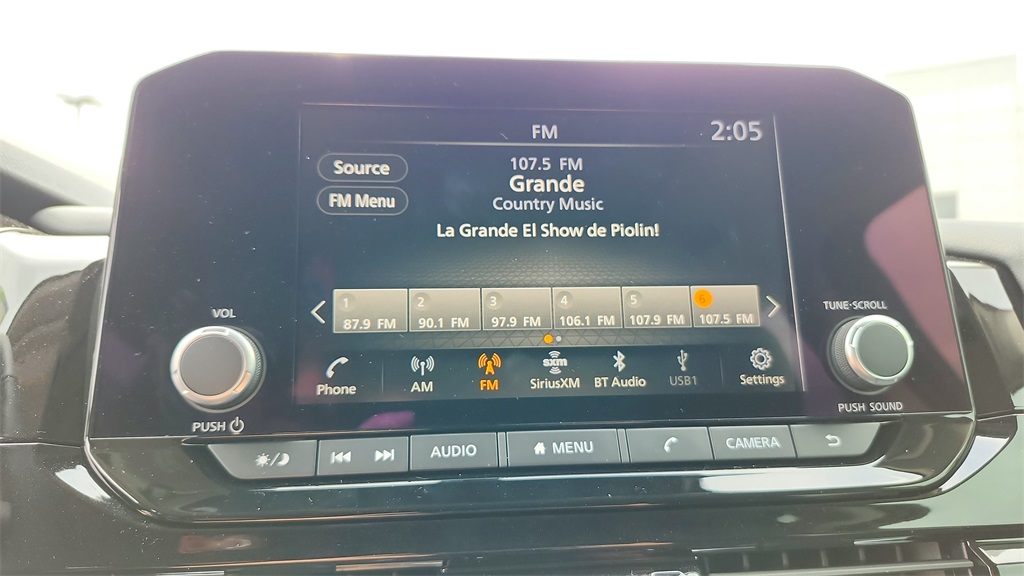 FM
2:05
Source
FM Menu
107.5 FM
Grande
Country Music
La Grande El Show de Piolin!
1
87.9 FM
2
90.1 FM
3
97.9 FM
4
106.1 FM
5
107.9 FM
6
107.5 FM
Phone
AM
FM
sxm
SiriusXM
BT Audio
USB1
Settings
VOL
PUSH
TUNE·SCROLL
PUSH SOUND
AUDIO
MENU
CAMERA